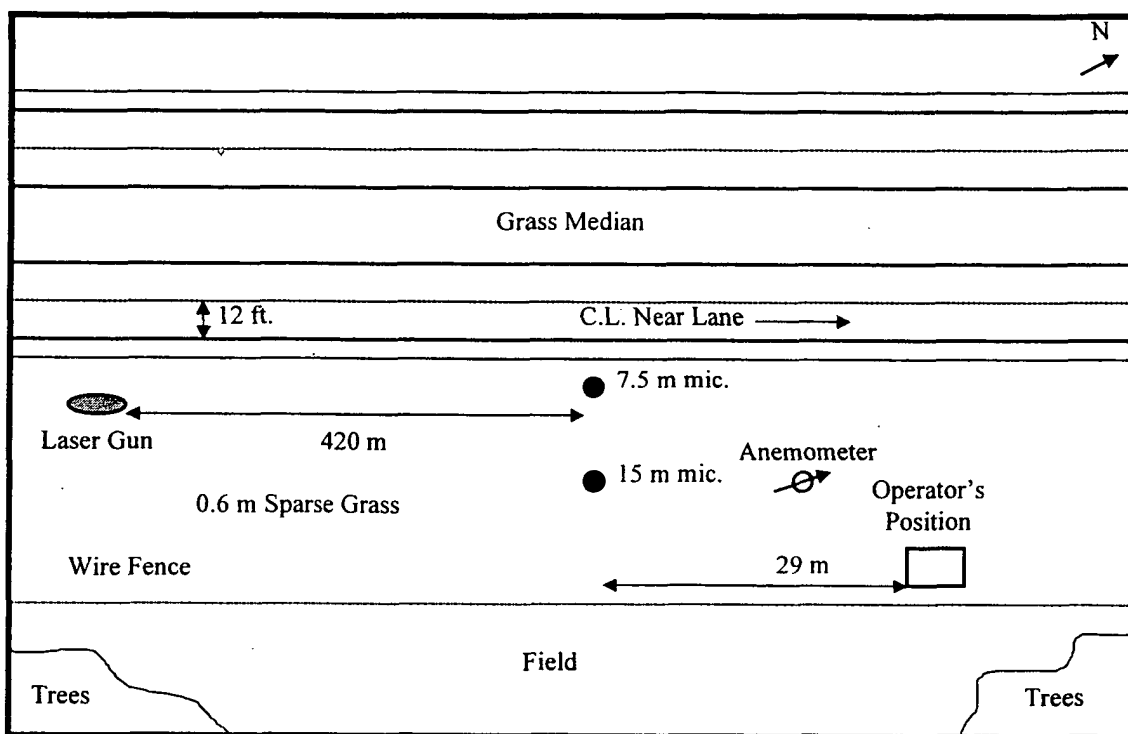 N
Grass Median
12 ft.
C.L. Near Lane
7.5 m mic.
Laser Gun
420 m
Anemometer
15 m mic.
Operator's
Position
0.6 m Sparse Grass
Wire Fence
29 m
Field
Trees
Trees